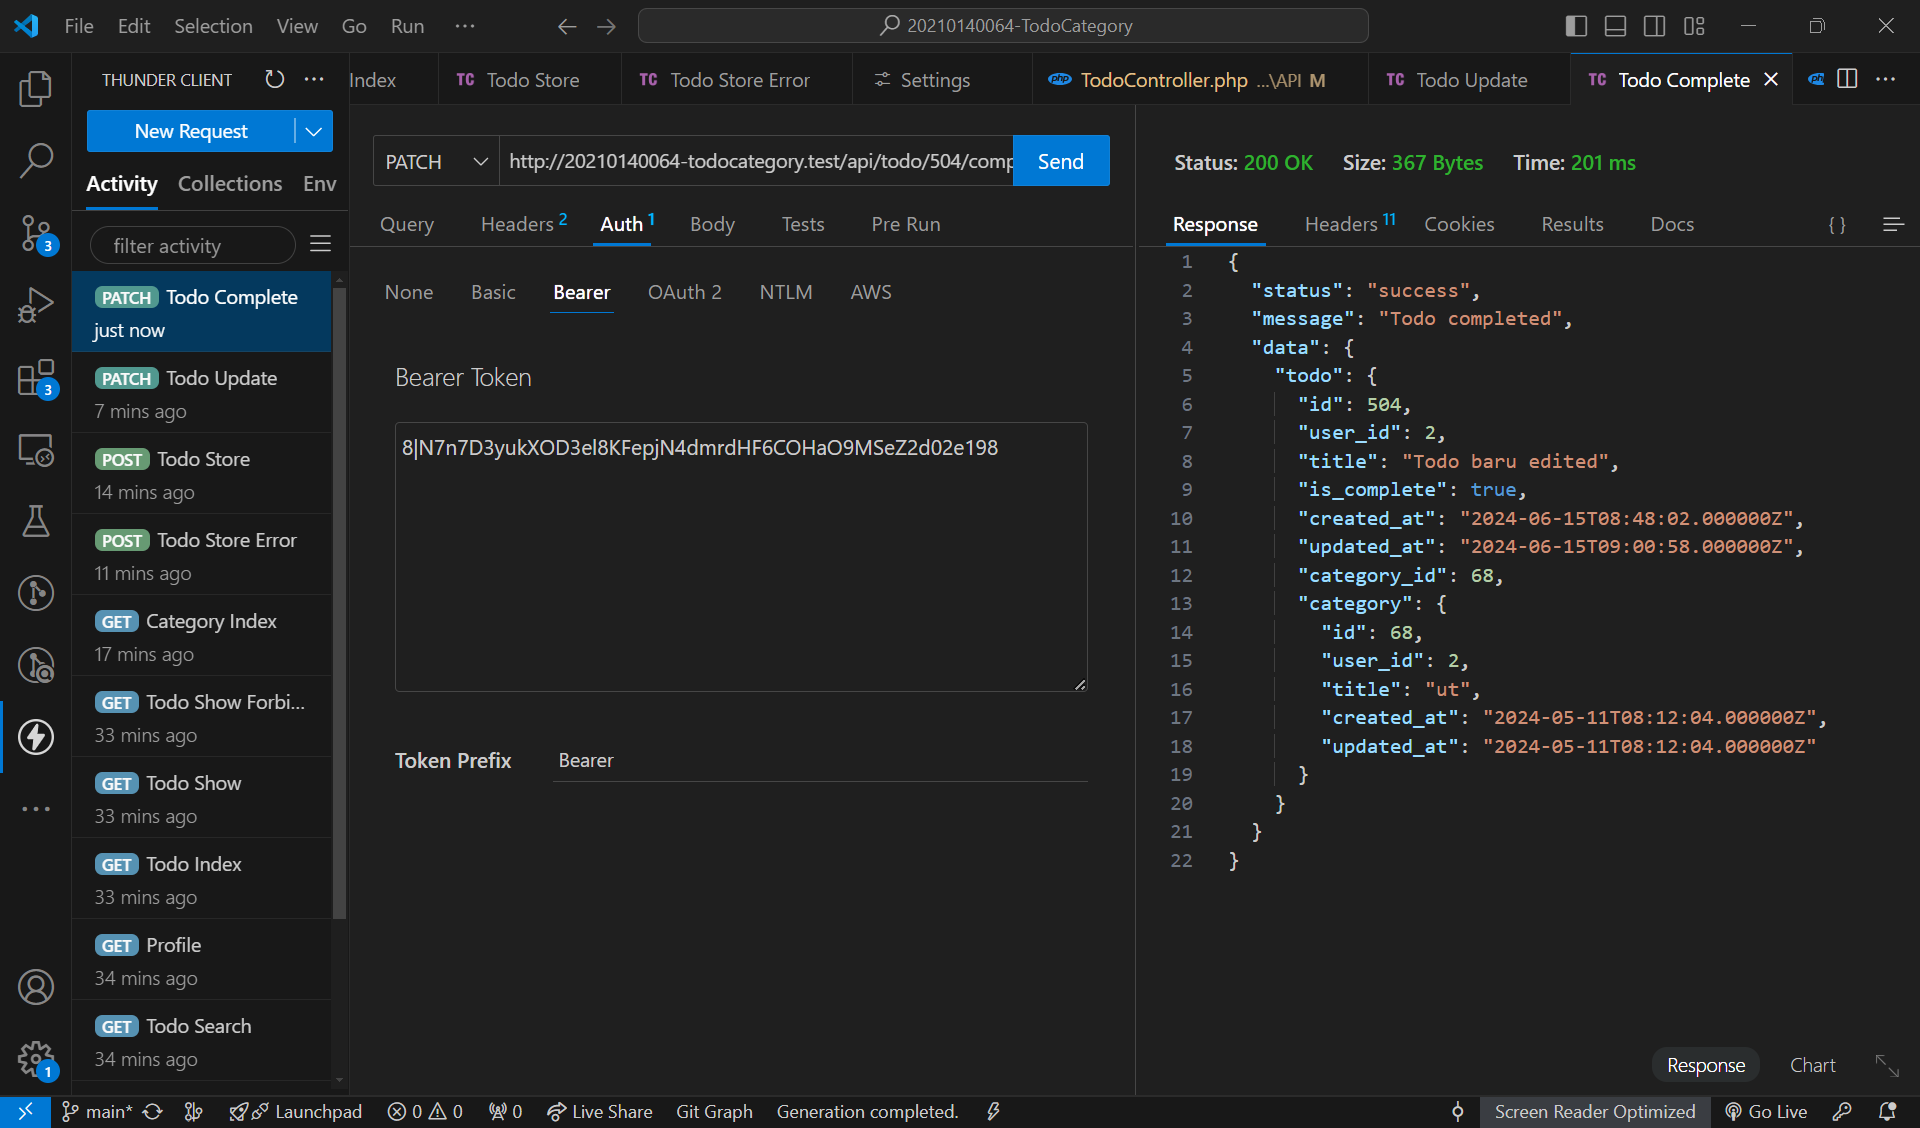 File Edit Selection View Go Run ···
20210140064-TodoCategory
THUNDER CLIENT
Index
TC Todo Store
TC Todo Store Error
Settings
php TodoController.php ...\API M
TC Todo Update
TC Todo Complete
New Request
Activity Collections Env
filter activity
PATCH Todo Complete
just now
PATCH Todo Update
7 mins ago
POST Todo Store
14 mins ago
POST Todo Store Error
11 mins ago
GET Category Index
17 mins ago
GET Todo Show Forbi...
33 mins ago
GET Todo Show
33 mins ago
GET Todo Index
33 mins ago
GET Profile
34 mins ago
GET Todo Search
34 mins ago
3
3
1
PATCH http://20210140064-todocategory.test/api/todo/504/comp Send
Query Headers 2 Auth 1 Body Tests Pre Run
None Basic Bearer OAuth 2 NTLM AWS
Bearer Token
8|N7n7D3yukXOD3el8KFepjN4dmrdHF6COHaO9MSeZ2d02e198
Token Prefix Bearer
Status: 200 OK Size: 367 Bytes Time: 201 ms
Response Headers 11 Cookies Results Docs { }
1 {
2 "status": "success",
3 "message": "Todo completed",
4 "data": {
5 "todo": {
6 "id": 504,
7 "user_id": 2,
8 "title": "Todo baru edited",
9 "is_complete": true,
10 "created_at": "2024-06-15T08:48:02.000000Z",
11 "updated_at": "2024-06-15T09:00:58.000000Z",
12 "category_id": 68,
13 "category": {
14 "id": 68,
15 "user_id": 2,
16 "title": "ut",
17 "created_at": "2024-05-11T08:12:04.000000Z",
18 "updated_at": "2024-05-11T08:12:04.000000Z"
19 }
20 }
21 }
22 }
Response Chart
main* Launchpad 0 0 0 Live Share Git Graph Generation completed. Screen Reader Optimized Go Live